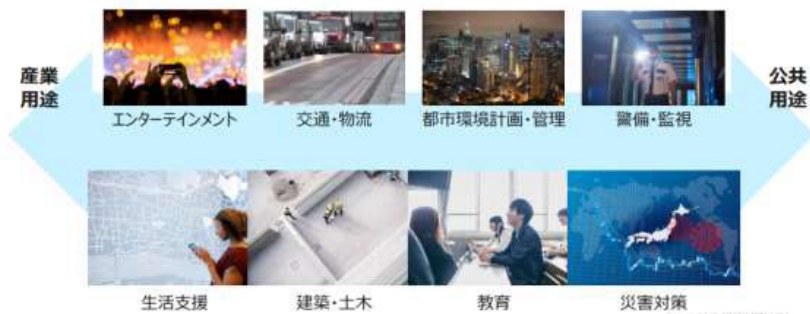 産業
用途
公共
用途
エンターテインメント
交通・物流
都市環境計画・管理
警備・監視
生活支援
建築・土木
教育
災害対策